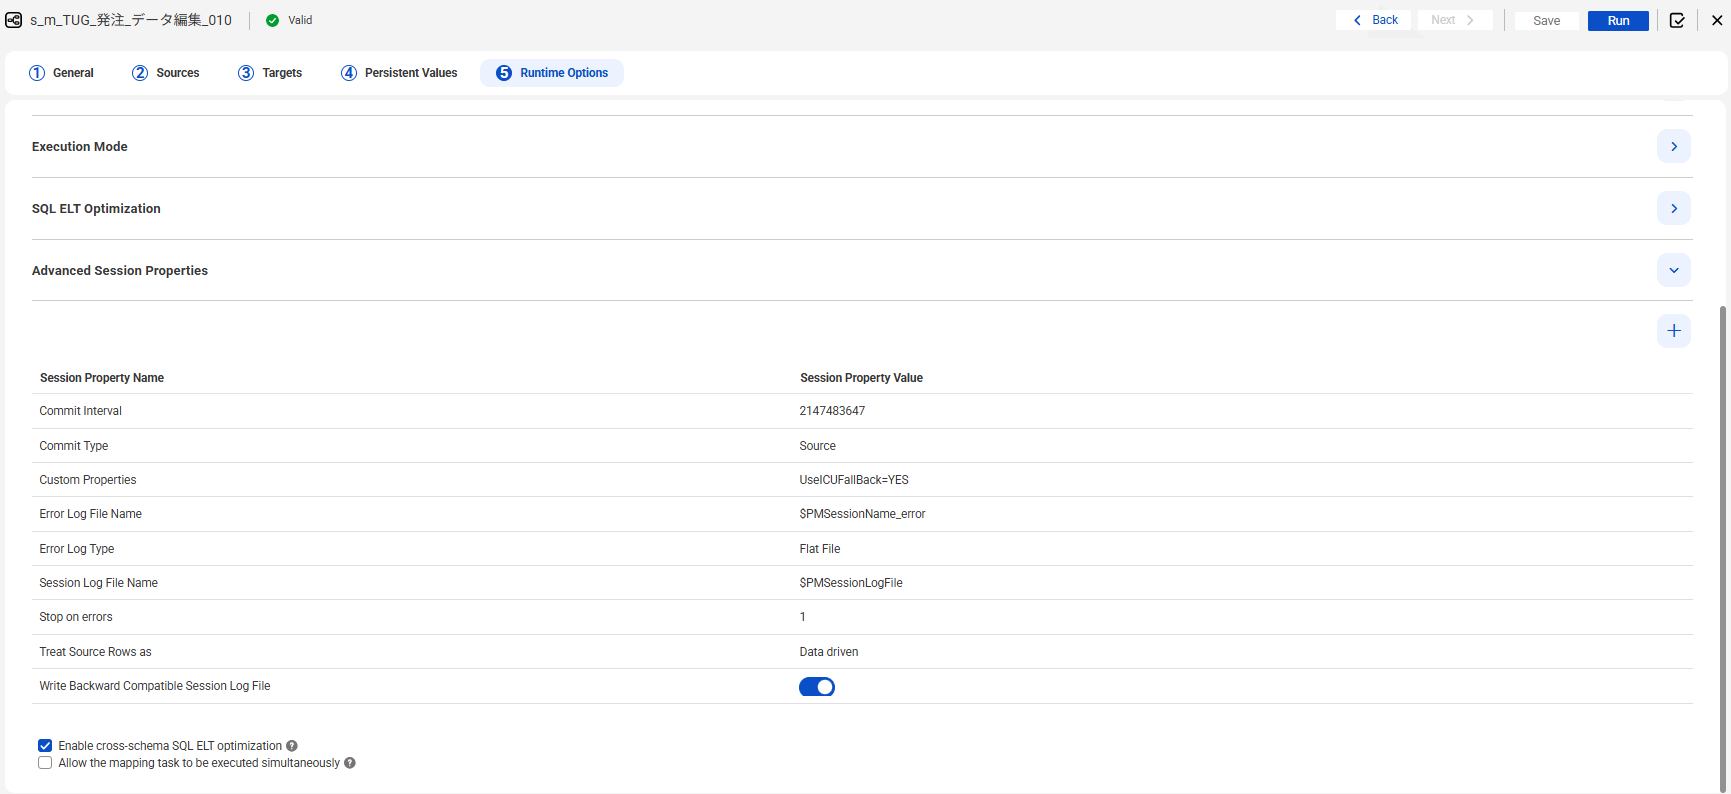 s_m_TUG_発注_データ編集_010 Valid Back Next Save Run
1 General 2 Sources 3 Targets 4 Persistent Values 5 Runtime Options
Execution Mode
SQL ELT Optimization
Advanced Session Properties
Session Property Name Session Property Value
Commit Interval 2147483647
Commit Type Source
Custom Properties UseICUFallBack=YES
Error Log File Name $PMSessionName_error
Error Log Type Flat File
Session Log File Name $PMSessionLogFile
Stop on errors 1
Treat Source Rows as Data driven
Write Backward Compatible Session Log File
Enable cross-schema SQL ELT optimization ?
Allow the mapping task to be executed simultaneously ?